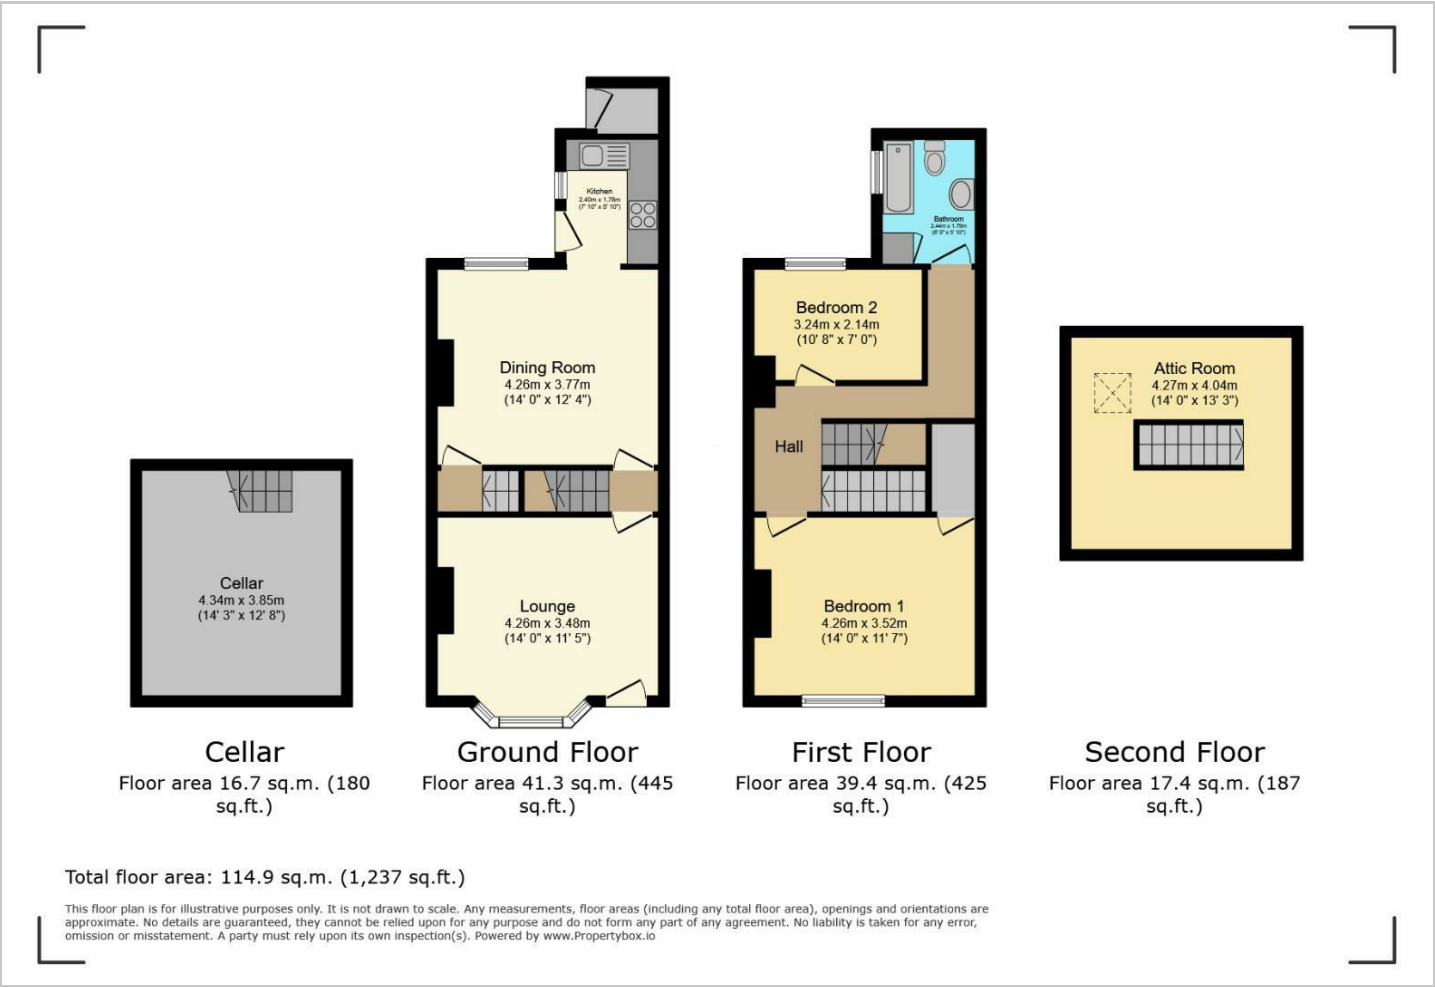 Kitchen
2.40m x 1.78m
(7' 10" x 5' 10")
Bathroom
2.44m x 1.79m
(8' 0" x 5' 10")
Bedroom 2
3.24m x 2.14m
(10' 8" x 7' 0")
Dining Room
4.26m x 3.77m
(14' 0" x 12' 4")
Attic Room
4.27m x 4.04m
(14' 0" x 13' 3")
Hall
Cellar
4.34m x 3.85m
(14' 3" x 12' 8")
Lounge
4.26m x 3.48m
(14' 0" x 11' 5")
Bedroom 1
4.26m x 3.52m
(14' 0" x 11' 7")
Cellar
Floor area 16.7 sq.m. (180
sq.ft.)
Ground Floor
Floor area 41.3 sq.m. (445
sq.ft.)
First Floor
Floor area 39.4 sq.m. (425
sq.ft.)
Second Floor
Floor area 17.4 sq.m. (187
sq.ft.)
Total floor area: 114.9 sq.m. (1,237 sq.ft.)
This floor plan is for illustrative purposes only. It is not drawn to scale. Any measurements, floor areas (including any total floor area), openings and orientations are
approximate. No details are guaranteed, they cannot be relied upon for any purpose and do not form any part of any agreement. No liability is taken for any error,
omission or misstatement. A party must rely upon its own inspection(s). Powered by www.Propertybox.io